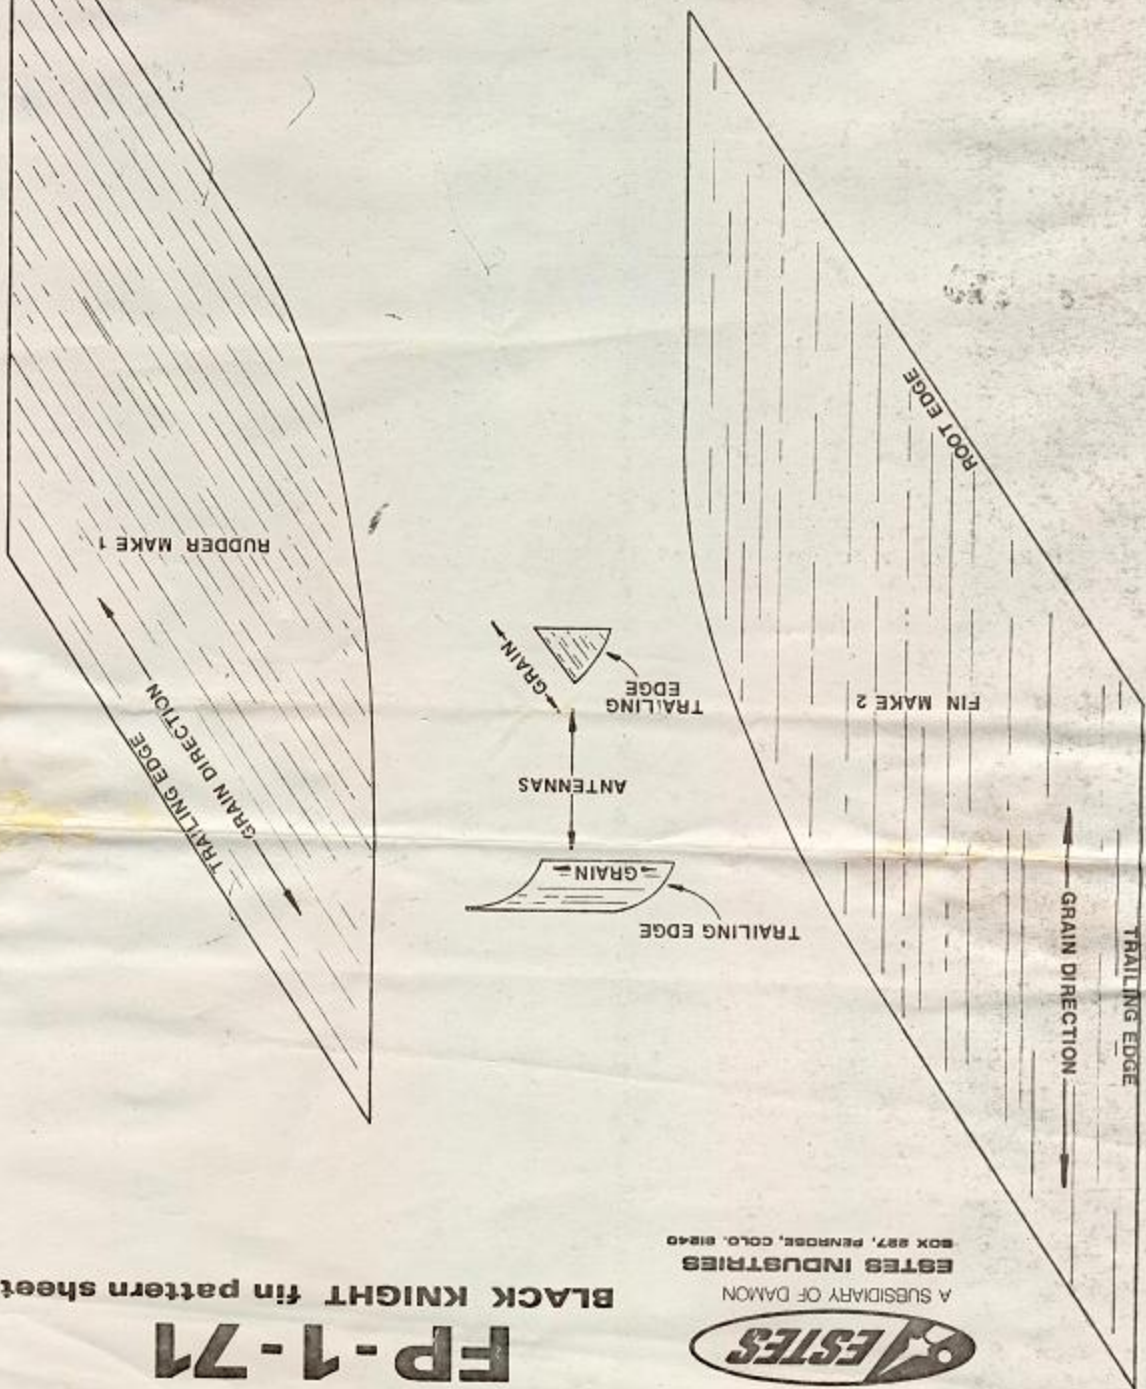 ESTES
A SUBSIDIARY OF DAMON
ESTES INDUSTRIES
BOX 227, PENROSE, COLO. 81240
FP-1-71
BLACK KNIGHT fin pattern sheet
TRAILING EDGE
GRAIN DIRECTION
FIN MAKE 2
ROOT EDGE
TRAILING EDGE
GRAIN
ANTENNAS
TRAILING
EDGE
GRAIN
TRAILING EDGE
GRAIN DIRECTION
RUDDER MAKE 1